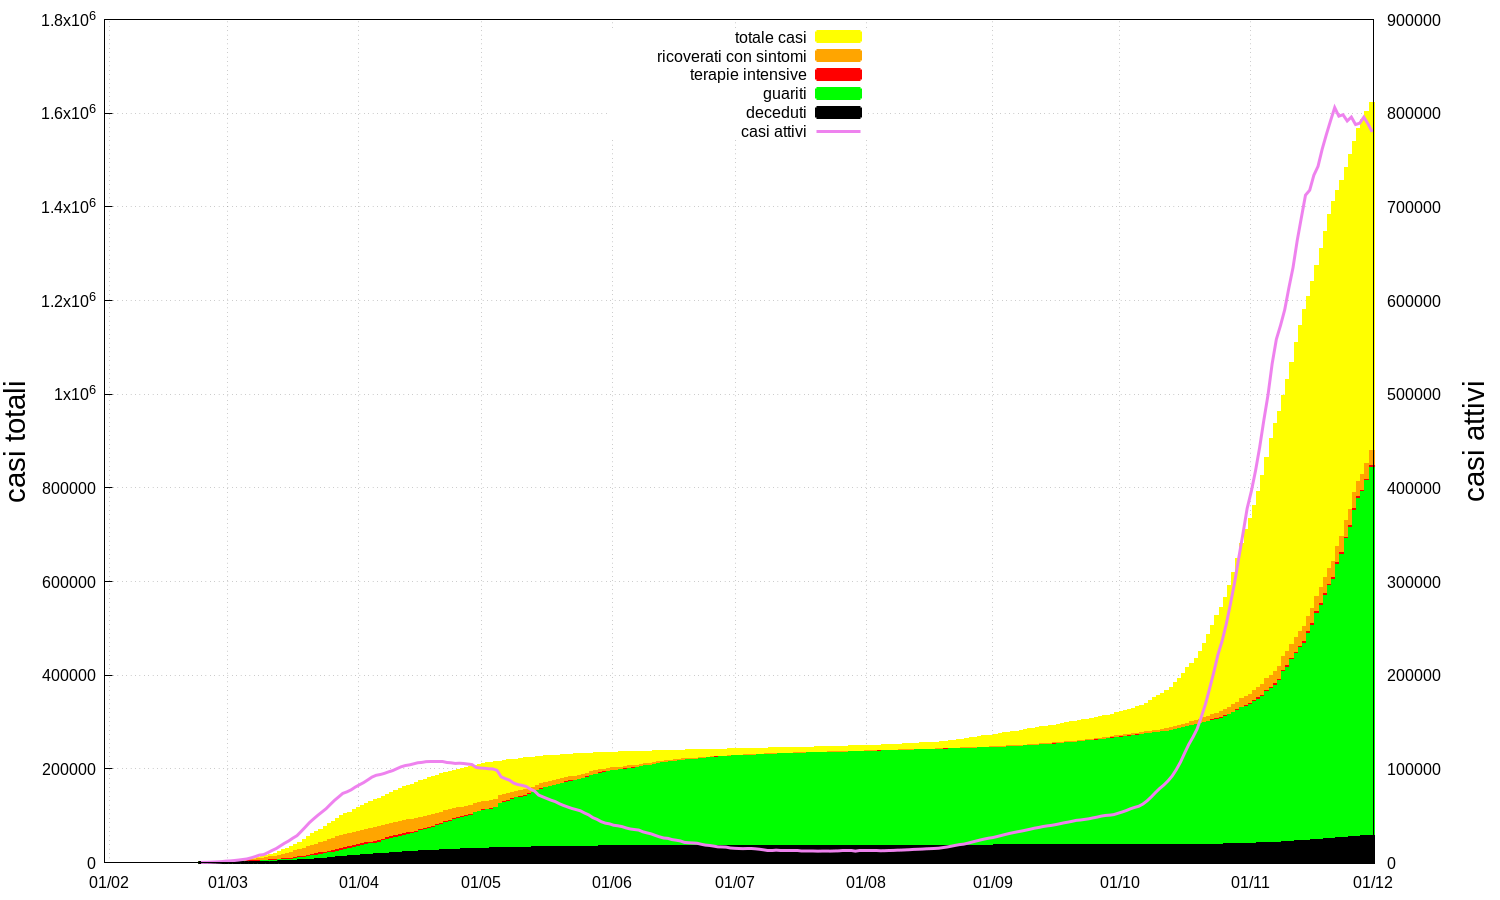 1.8x10⁶
1.6x10⁶
1.4x10⁶
1.2x10⁶
1x10⁶
800000
600000
400000
200000
0
casi totali
totale casi
ricoverati con sintomi
terapie intensive
guariti
deceduti
casi attivi
900000
800000
700000
600000
500000
400000
300000
200000
100000
0
casi attivi
01/02 01/03 01/04 01/05 01/06 01/07 01/08 01/09 01/10 01/11 01/12